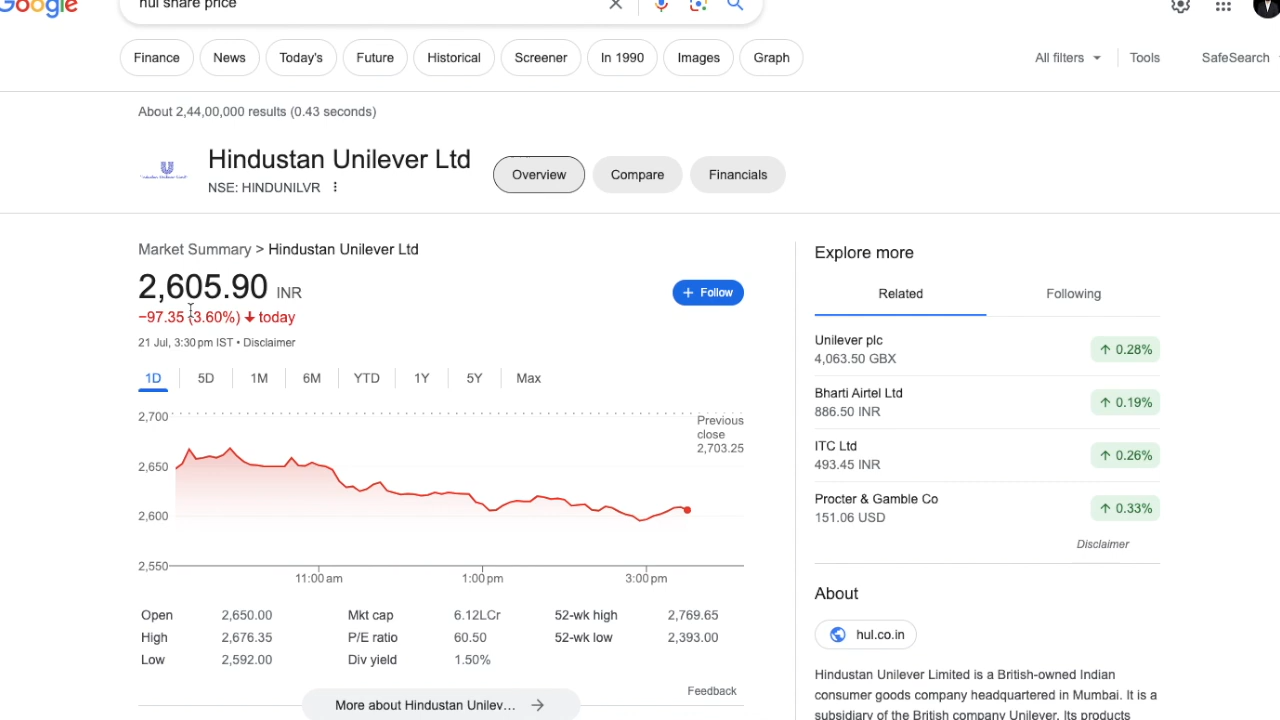 Google
hul share price
Finance News Today's Future Historical Screener In 1990 Images Graph All filters Tools SafeSearch
About 2,44,00,000 results (0.43 seconds)
Hindustan Unilever Ltd
NSE: HINDUNILVR
Overview Compare Financials
Market Summary > Hindustan Unilever Ltd
2,605.90 INR
−97.35 (3.60%) today
21 Jul, 3:30 pm IST • Disclaimer
+ Follow
1D 5D 1M 6M YTD 1Y 5Y Max
2,700
2,650
2,600
2,550
Previous
close
2,703.25
11:00 am 1:00 pm 3:00 pm
Open 2,650.00 Mkt cap 6.12LCr 52-wk high 2,769.65
High 2,676.35 P/E ratio 60.50 52-wk low 2,393.00
Low 2,592.00 Div yield 1.50%
Feedback
More about Hindustan Unilev...
Explore more
Related Following
Unilever plc
4,063.50 GBX
0.28%
Bharti Airtel Ltd
886.50 INR
0.19%
ITC Ltd
493.45 INR
0.26%
Procter & Gamble Co
151.06 USD
0.33%
Disclaimer
About
hul.co.in
Hindustan Unilever Limited is a British-owned Indian
consumer goods company headquartered in Mumbai. It is a
subsidiary of the British company Unilever. Its products